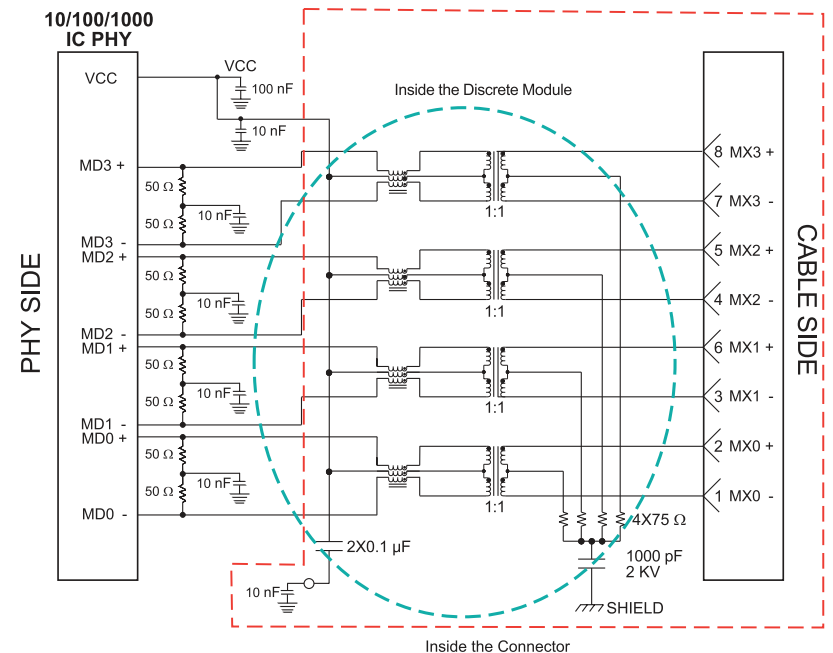 10/100/1000
IC PHY
VCC
VCC
100 nF
10 nF
Inside the Discrete Module
MD3 +
50 Ω
50 Ω
10 nF
MD3 -
1:1
8 MX3 +
7 MX3 -
MD2 +
50 Ω
50 Ω
10 nF
MD2 -
1:1
5 MX2 +
4 MX2 -
MD1 +
50 Ω
50 Ω
10 nF
MD1 -
1:1
6 MX1 +
3 MX1 -
MD0 +
50 Ω
50 Ω
10 nF
MD0 -
1:1
2 MX0 +
1 MX0 -
PHY SIDE
CABLE SIDE
4X75 Ω
2X0.1 µF
1000 pF
2 KV
10 nF
SHIELD
Inside the Connector